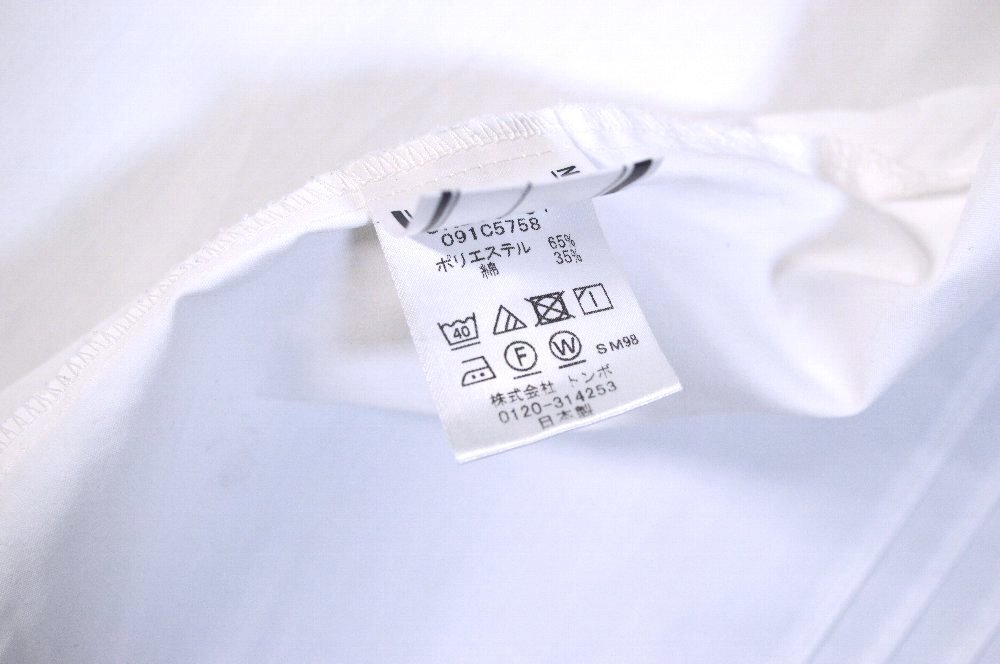 091C5758
ポリエステル 65%
綿 35%
40
F W SM98
株式会社 トンボ
0120-314253
日本製